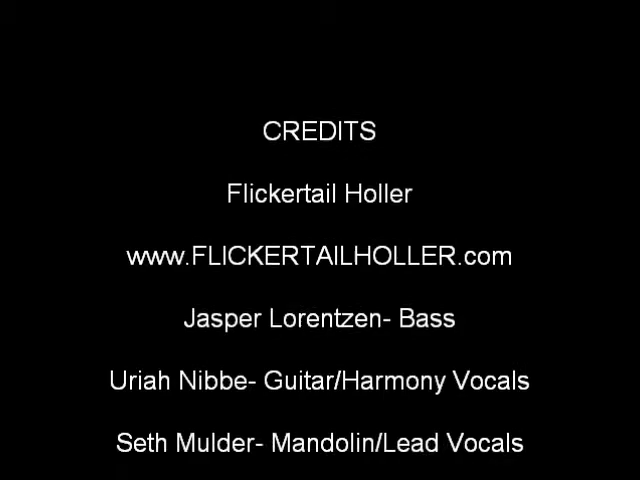 CREDITS
Flickertail Holler
www.FLICKERTAILHOLLER.com
Jasper Lorentzen- Bass
Uriah Nibbe- Guitar/Harmony Vocals
Seth Mulder- Mandolin/Lead Vocals